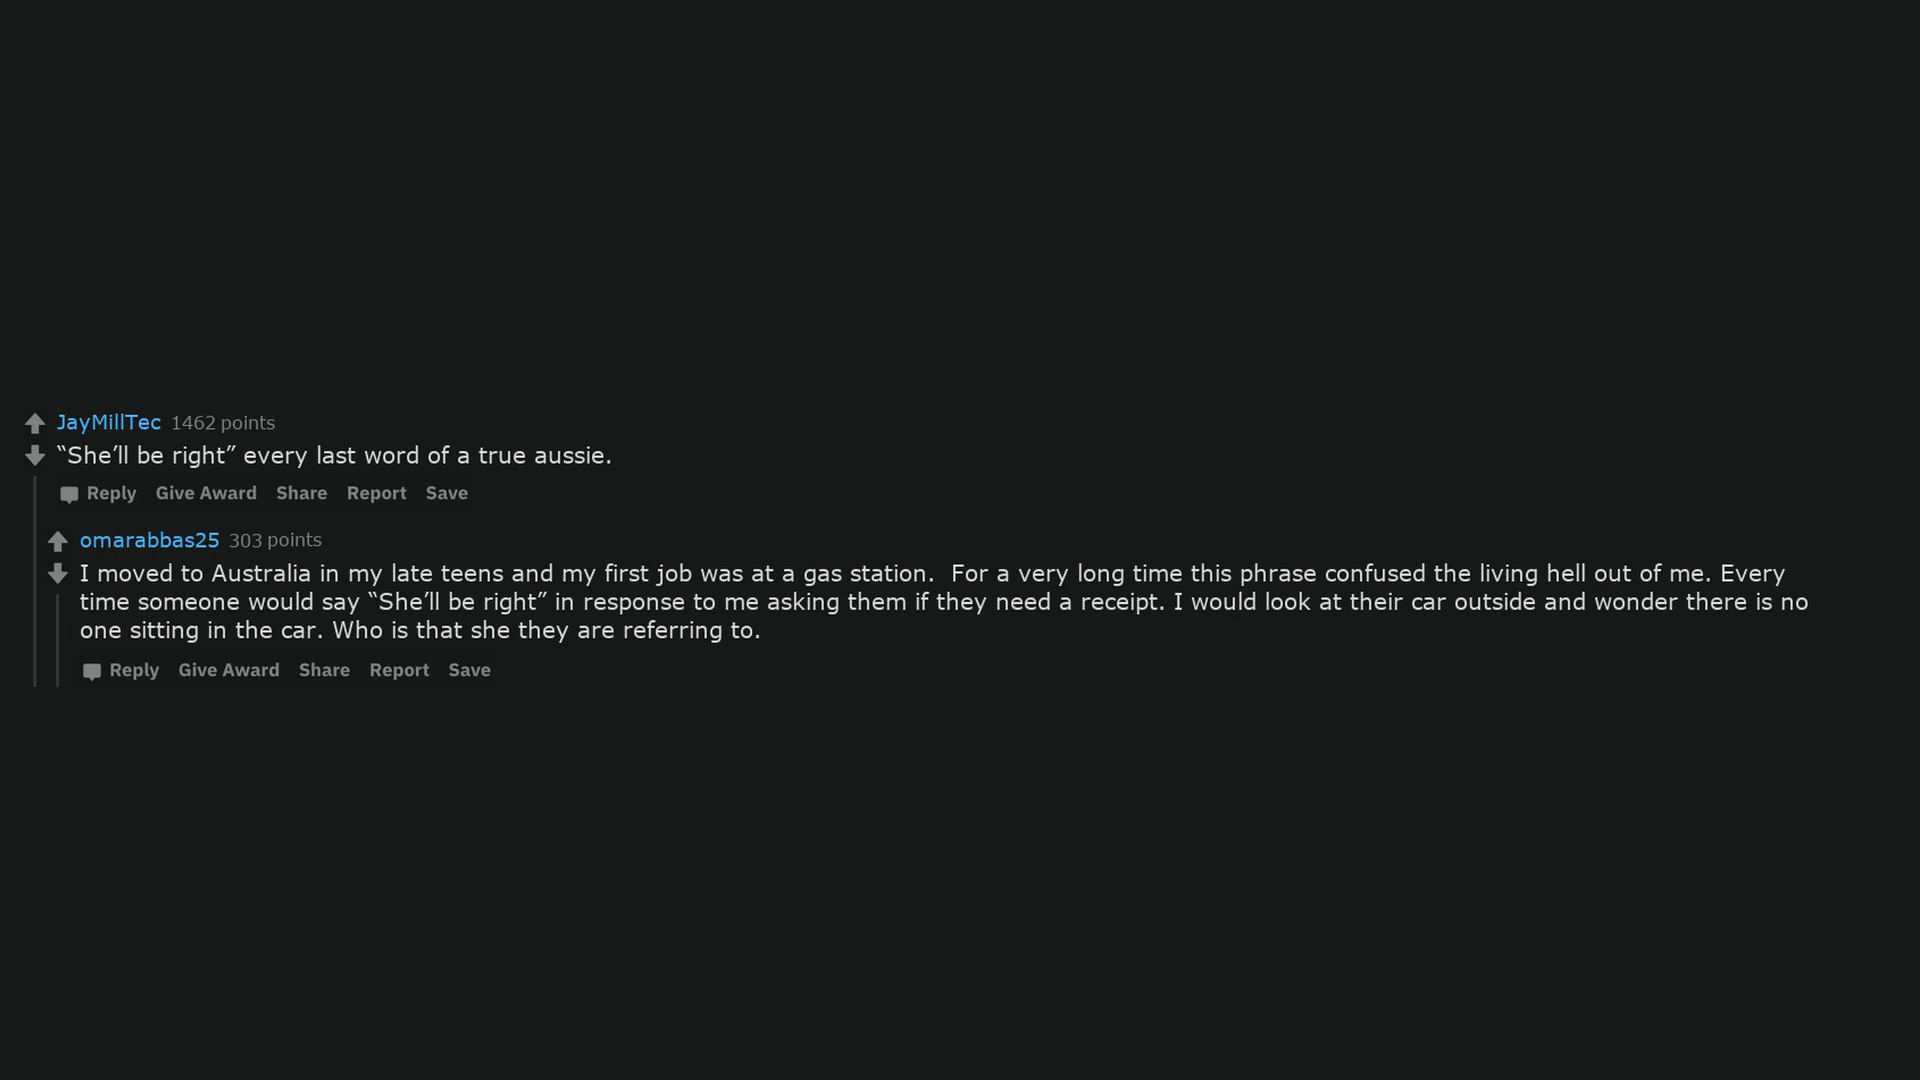 JayMillTec 1462 points
“She’ll be right” every last word of a true aussie.
Reply Give Award Share Report Save
omarabbas25 303 points
I moved to Australia in my late teens and my first job was at a gas station.  For a very long time this phrase confused the living hell out of me. Every
time someone would say “She’ll be right” in response to me asking them if they need a receipt. I would look at their car outside and wonder there is no
one sitting in the car. Who is that she they are referring to.
Reply Give Award Share Report Save